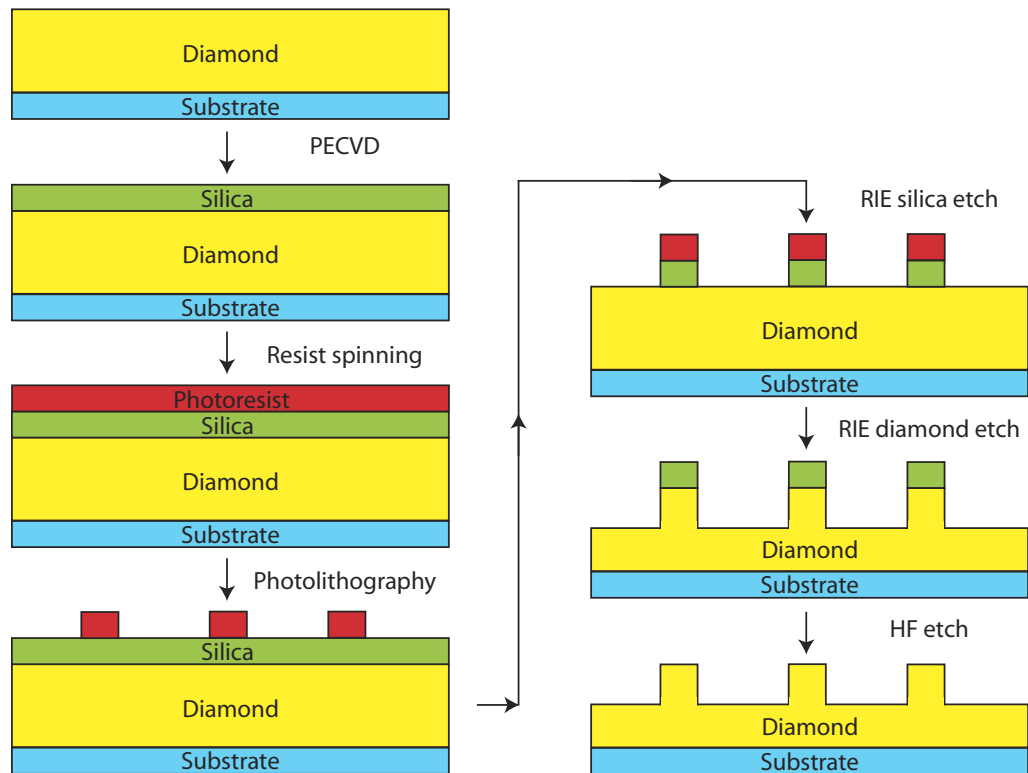 Diamond
Substrate
PECVD
Silica
Diamond
Substrate
Resist spinning
Photoresist
Silica
Diamond
Substrate
Photolithography
Silica
Diamond
Substrate
RIE silica etch
Diamond
Substrate
RIE diamond etch
Diamond
Substrate
HF etch
Diamond
Substrate